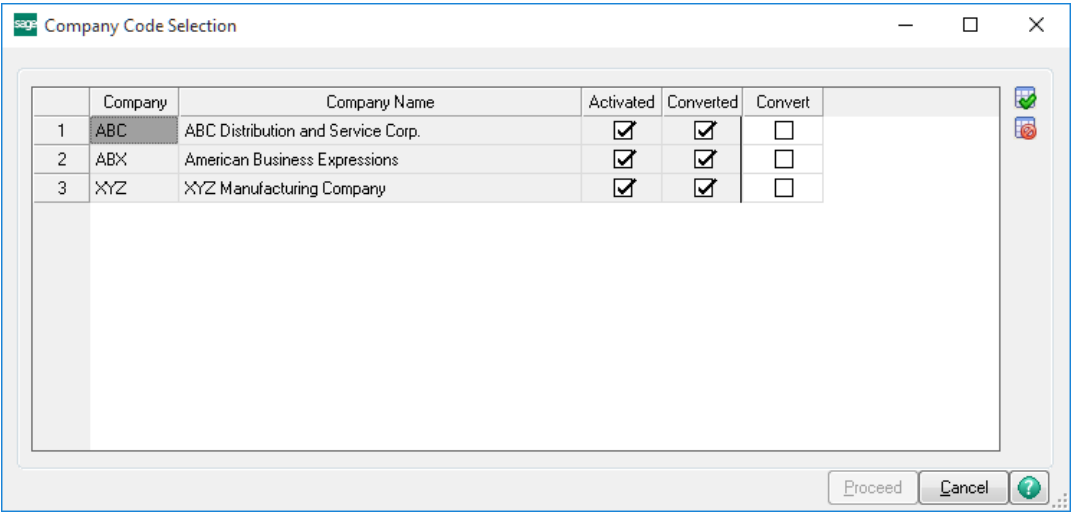 sage Company Code Selection
Company Company Name Activated Converted Convert
1 ABC ABC Distribution and Service Corp.
2 ABX American Business Expressions
3 XYZ XYZ Manufacturing Company
Proceed Cancel ?